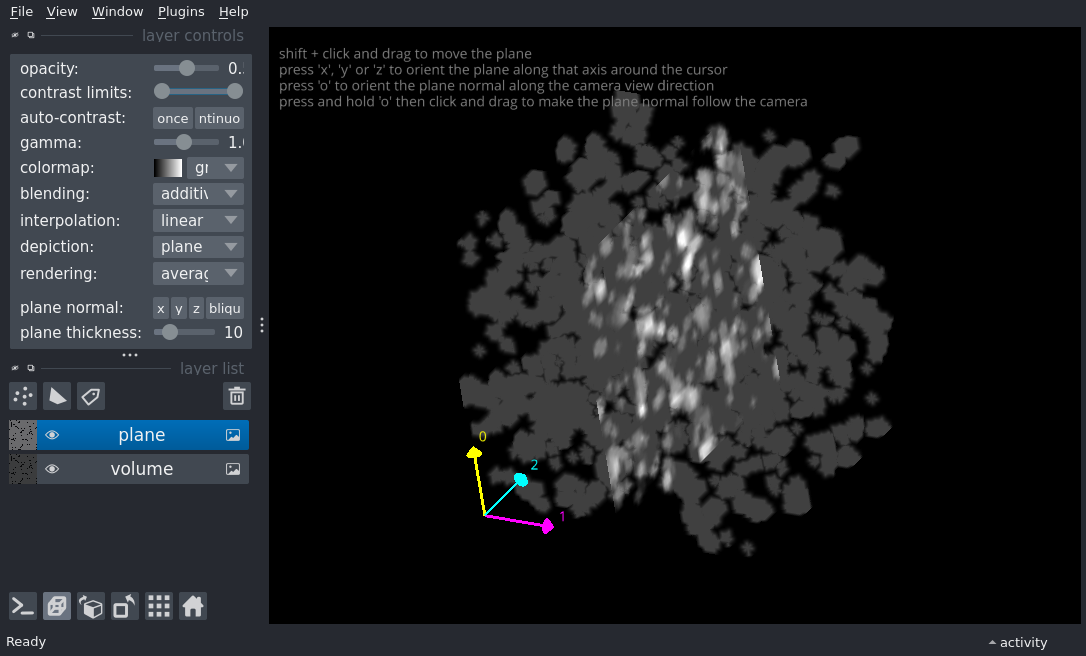 File View Window Plugins Help
layer controls
opacity: 0.
contrast limits:
auto-contrast: once ntinuo
gamma: 1.
colormap: gr
blending: additiv
interpolation: linear
depiction: plane
rendering: averag
plane normal: x y z bliqu
plane thickness: 10
layer list
plane
volume
shift + click and drag to move the plane
press 'x', 'y' or 'z' to orient the plane along that axis around the cursor
press 'o' to orient the plane normal along the camera view direction
press and hold 'o' then click and drag to make the plane normal follow the camera
0
2
1
Ready
activity